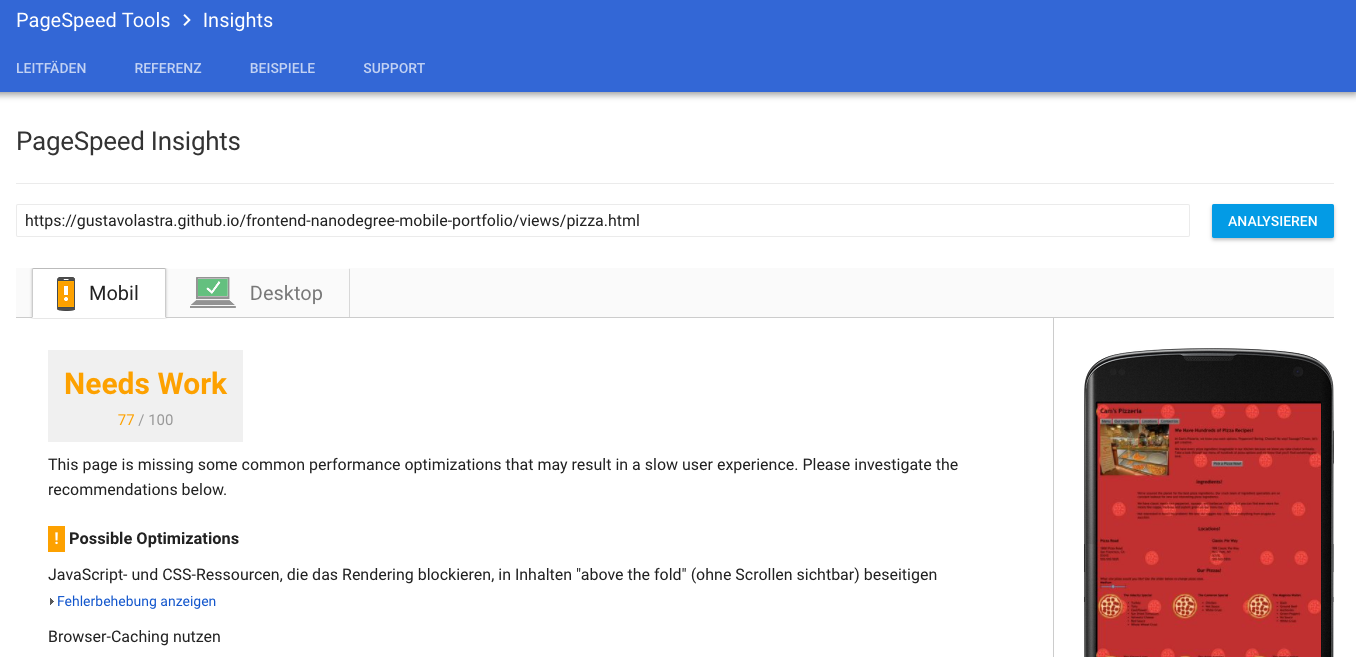 PageSpeed Tools > Insights
LEITFÄDEN REFERENZ BEISPIELE SUPPORT
PageSpeed Insights
https://gustavolastra.github.io/frontend-nanodegree-mobile-portfolio/views/pizza.html
ANALYSIEREN
Mobil Desktop
Needs Work
77 / 100
This page is missing some common performance optimizations that may result in a slow user experience. Please investigate the
recommendations below.
! Possible Optimizations
JavaScript- und CSS-Ressourcen, die das Rendering blockieren, in Inhalten "above the fold" (ohne Scrollen sichtbar) beseitigen
Fehlerbehebung anzeigen
Browser-Caching nutzen
Cam's Pizzeria
We Have Hundreds of Pizza Recipes!
Ingredients!
Locations!
Our Pizzas!